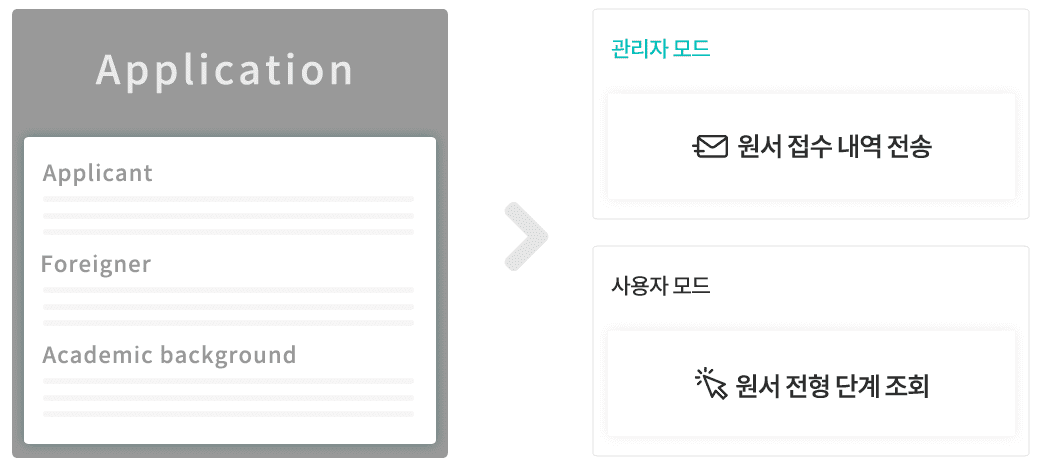 Application
Applicant
Foreigner
Academic background
관리자 모드
원서 접수 내역 전송
사용자 모드
원서 전형 단계 조회